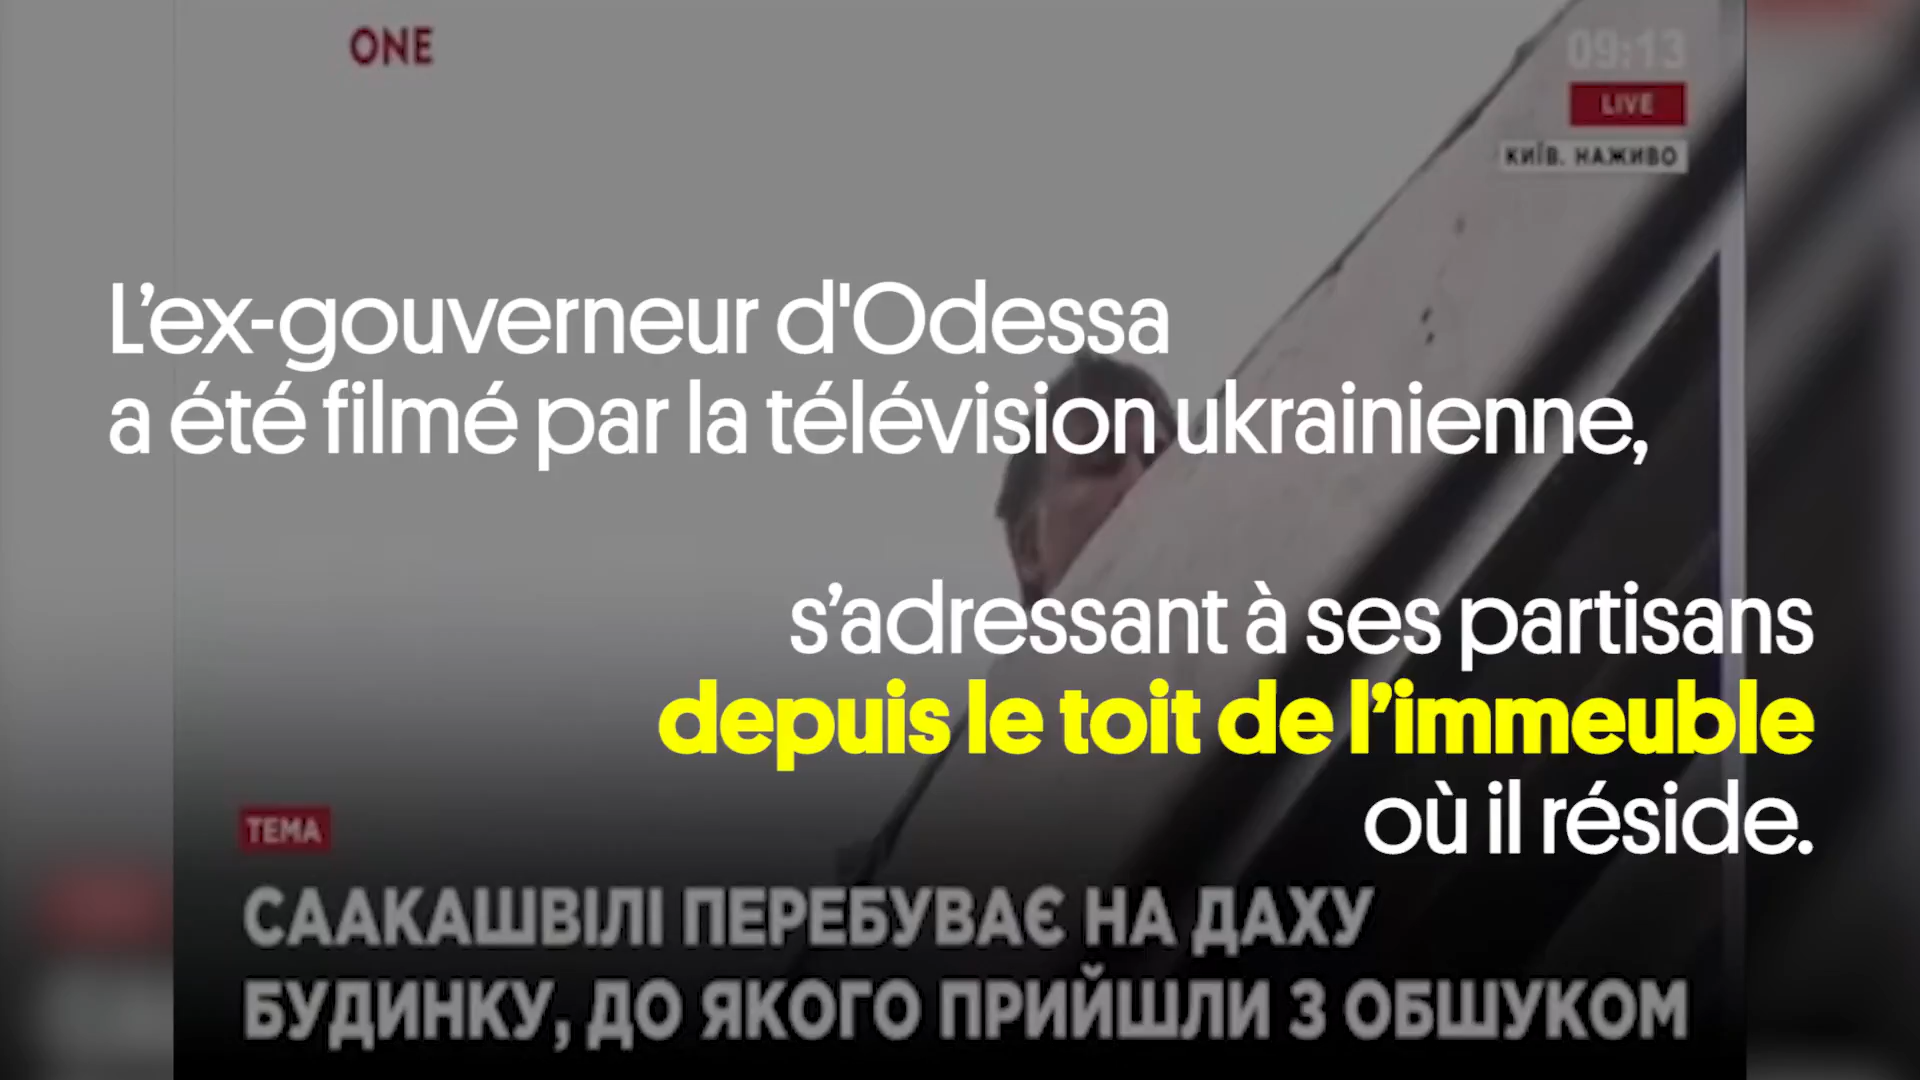 ONE
09:13
LIVE
КИЇВ. НАЖИВО
L’ex-gouverneur d'Odessa
a été filmé par la télévision ukrainienne,
s’adressant à ses partisans
depuis le toit de l’immeuble
où il réside.
ТЕМА
СААКАШВІЛІ ПЕРЕБУВАЄ НА ДАХУ
БУДИНКУ, ДО ЯКОГО ПРИЙШЛИ З ОБШУКОМ